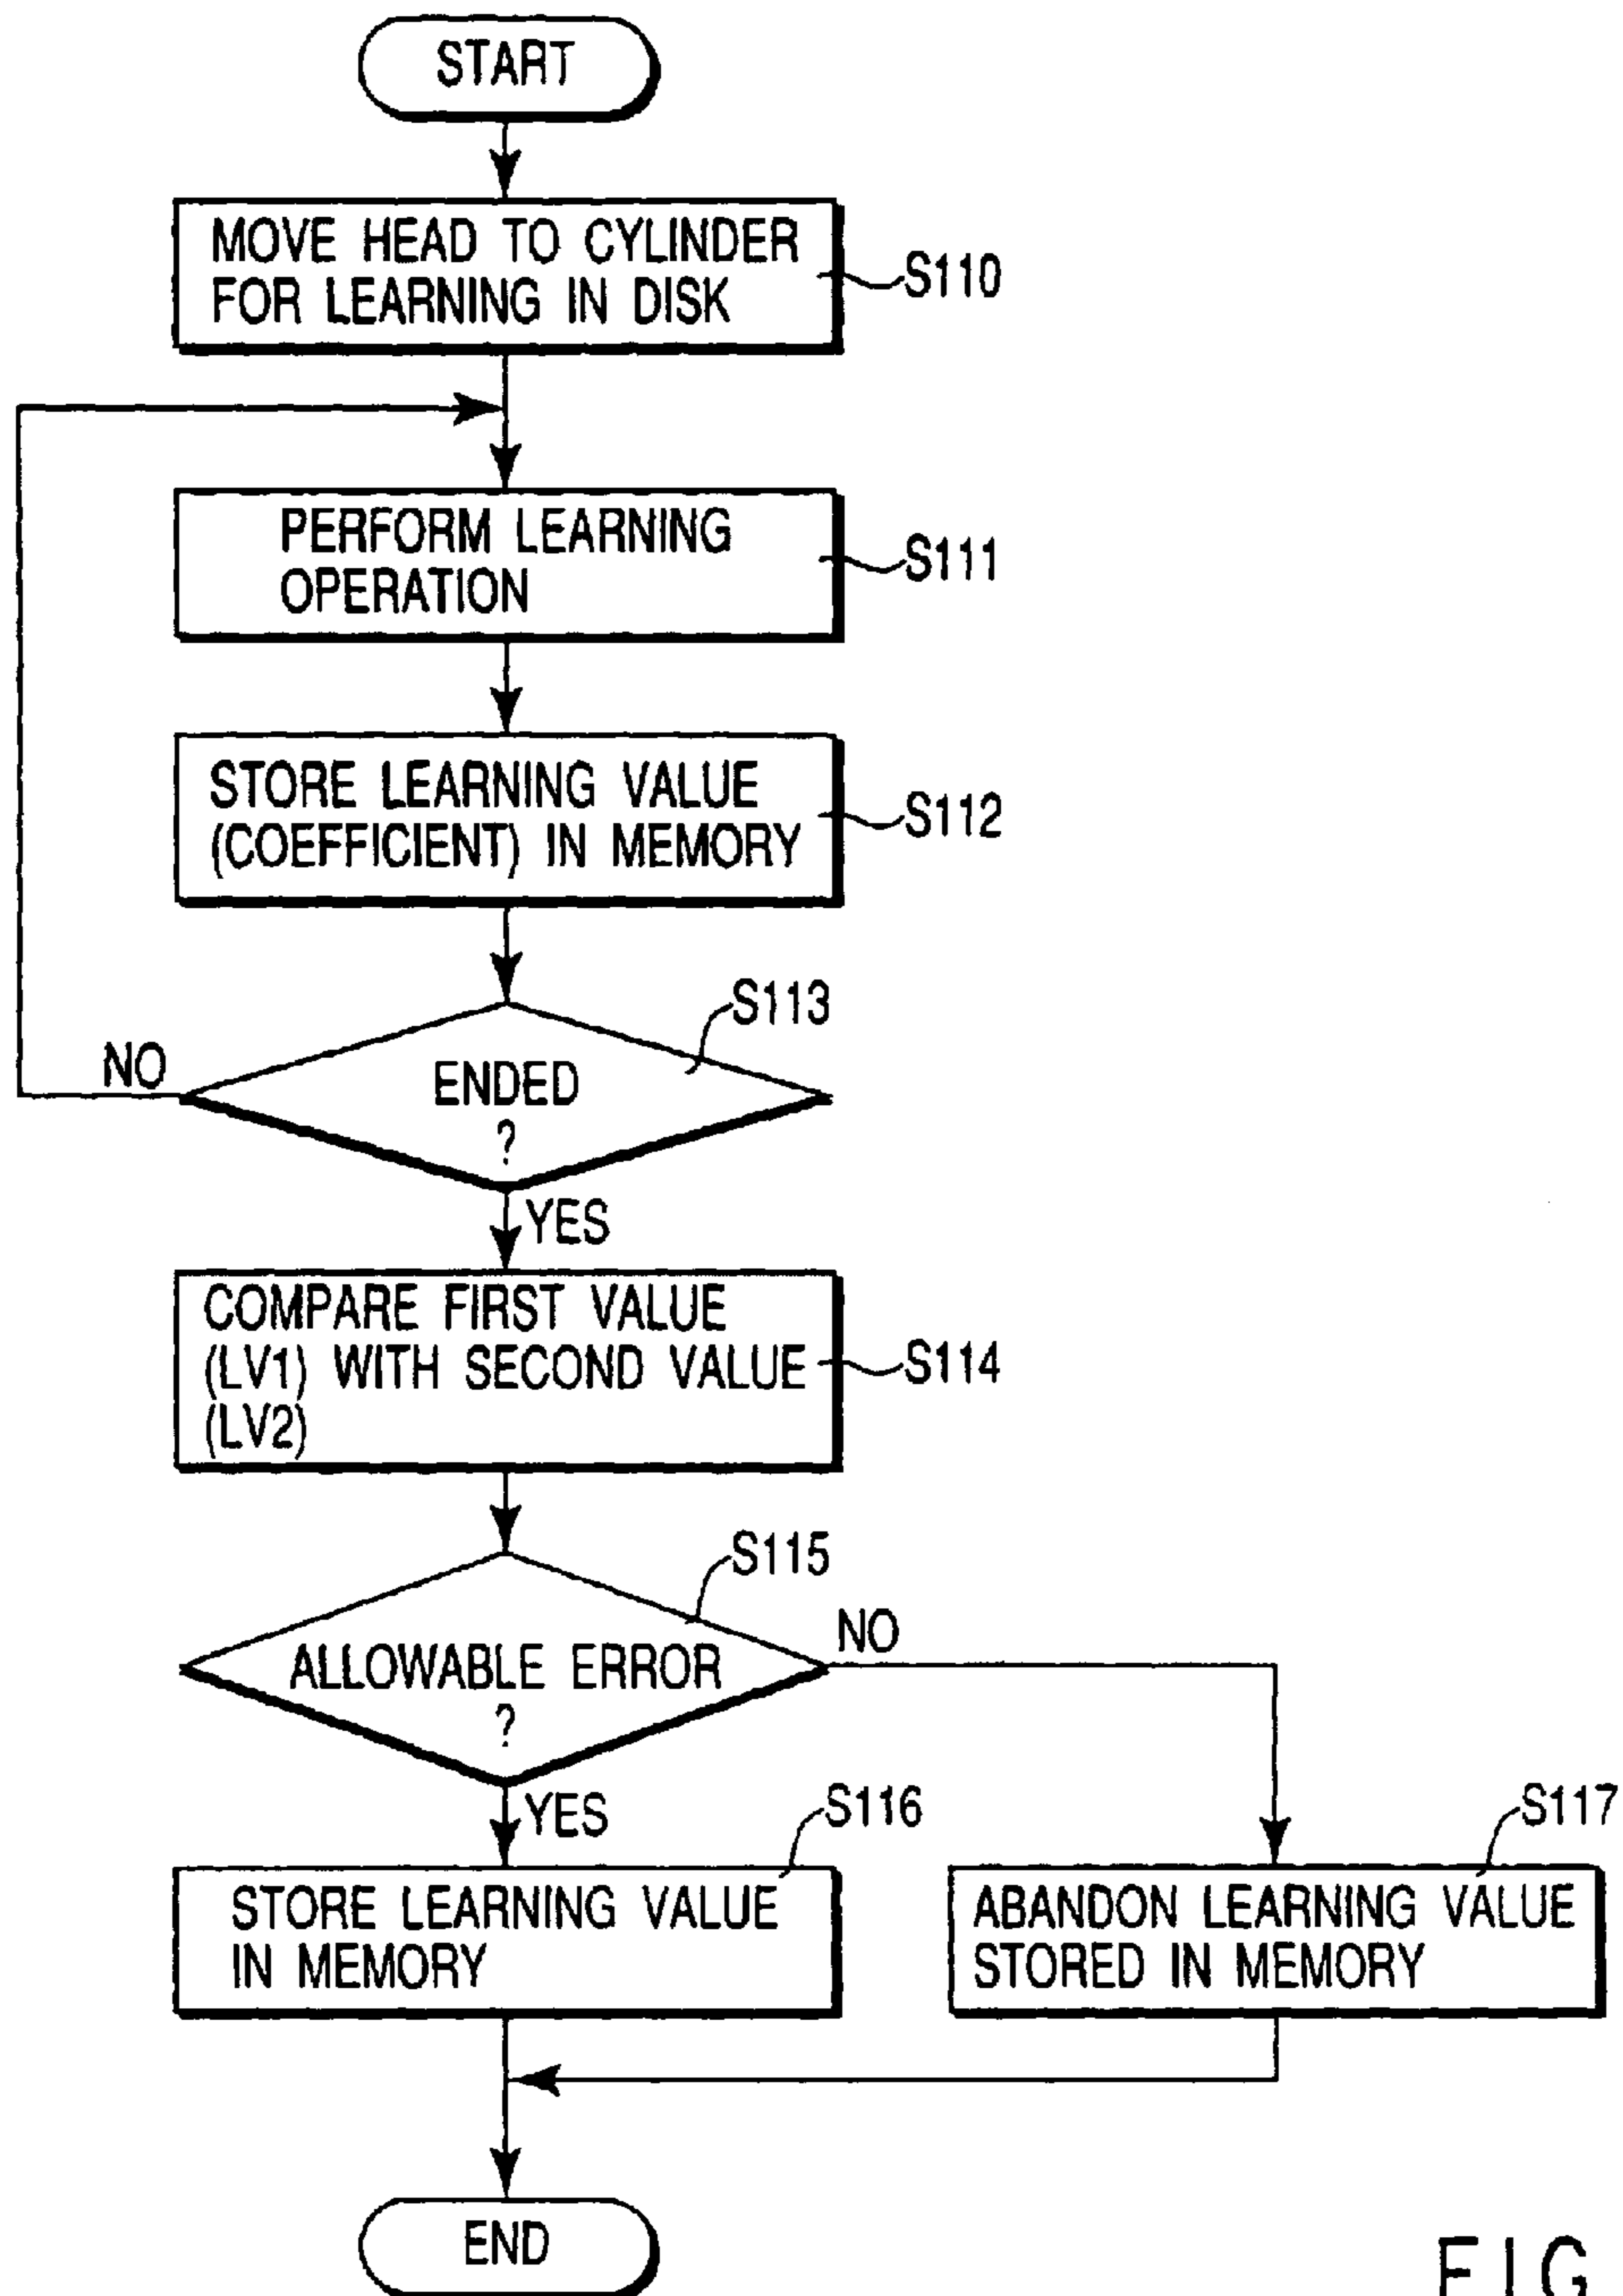 START
MOVE HEAD TO CYLINDER
FOR LEARNING IN DISK
S110
PERFORM LEARNING
OPERATION
S111
STORE LEARNING VALUE
(COEFFICIENT) IN MEMORY
S112
S113
NO
ENDED
?
YES
COMPARE FIRST VALUE
(LV1) WITH SECOND VALUE
(LV2)
S114
S115
NO
ALLOWABLE ERROR
?
YES
S116
S117
STORE LEARNING VALUE
IN MEMORY
ABANDON LEARNING VALUE
STORED IN MEMORY
END
FIG